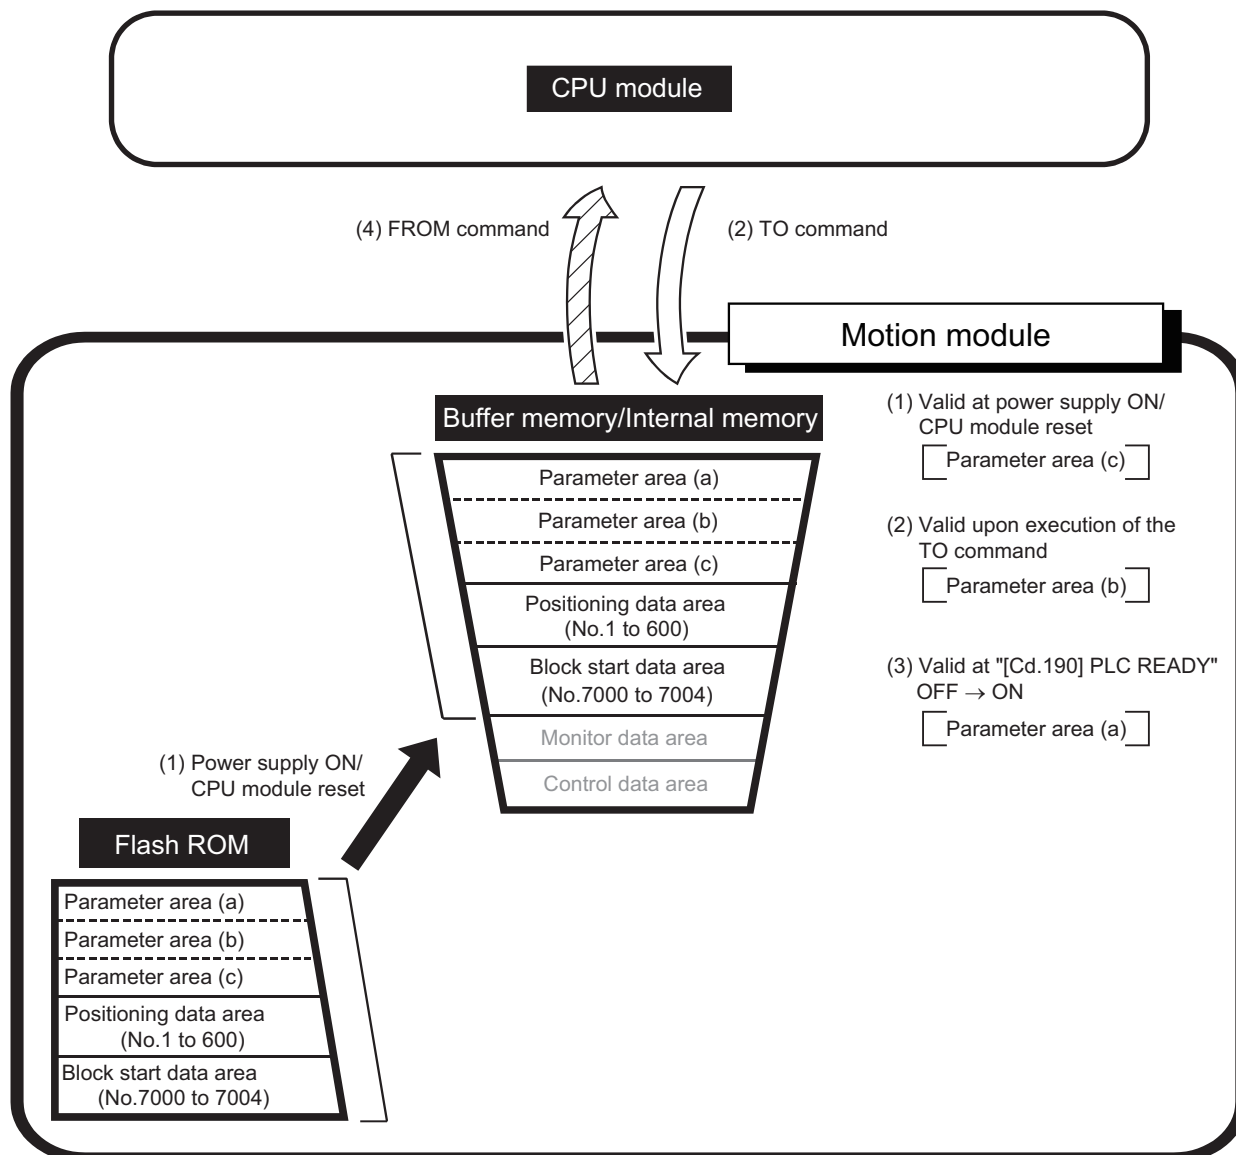 CPU module
(4) FROM command
(2) TO command
Motion module
Buffer memory/Internal memory
Parameter area (a)
Parameter area (b)
Parameter area (c)
Positioning data area
(No.1 to 600)
Block start data area
(No.7000 to 7004)
Monitor data area
Control data area
(1) Valid at power supply ON/
CPU module reset
Parameter area (c)
(2) Valid upon execution of the
TO command
Parameter area (b)
(3) Valid at "[Cd.190] PLC READY"
OFF → ON
Parameter area (a)
(1) Power supply ON/
CPU module reset
Flash ROM
Parameter area (a)
Parameter area (b)
Parameter area (c)
Positioning data area
(No.1 to 600)
Block start data area
(No.7000 to 7004)